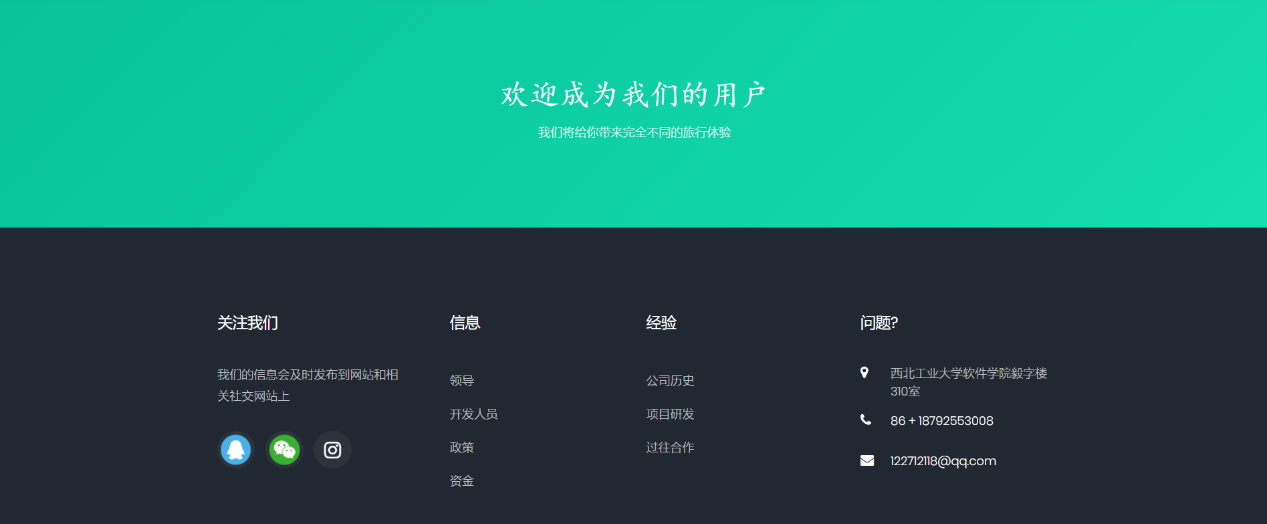 欢迎成为我们的用户
我们将给你带来完全不同的旅行体验
关注我们
我们的信息会及时发布到网站和相
关社交网站上
信息
领导
开发人员
政策
资金
经验
公司历史
项目研发
过往合作
问题?
西北工业大学软件学院毅字楼
310室
86 + 18792553008
122712118@qq.com